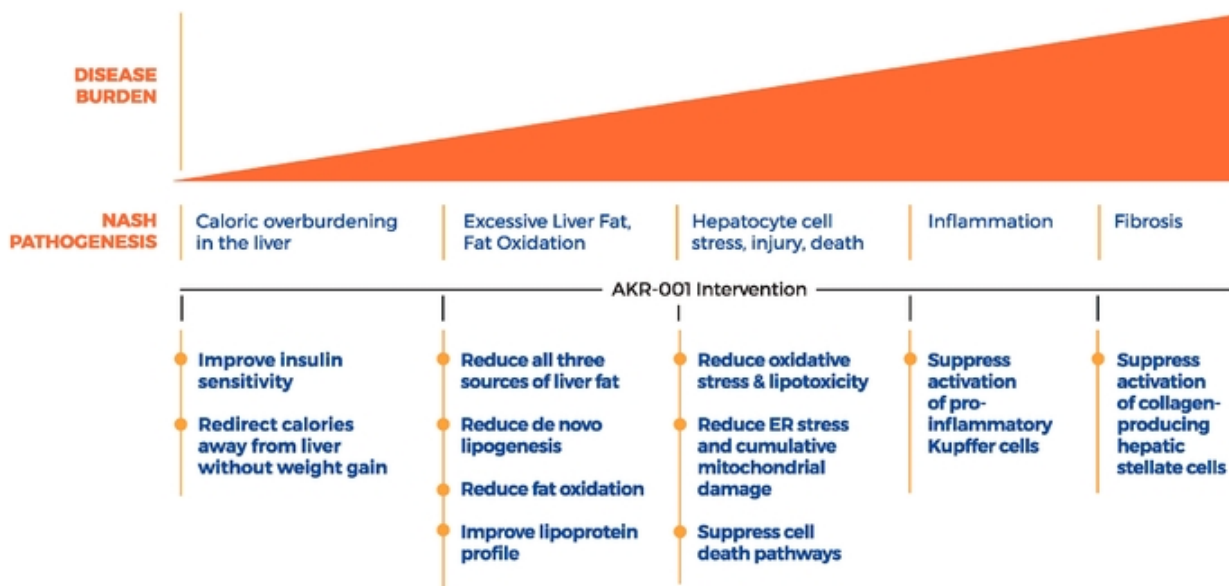 DISEASE
BURDEN
NASH
PATHOGENESIS
Caloric overburdening
in the liver
Excessive Liver Fat,
Fat Oxidation
Hepatocyte cell
stress, injury, death
Inflammation
Fibrosis
AKR-001 Intervention
Improve insulin
sensitivity
Redirect calories
away from liver
without weight gain
Reduce all three
sources of liver fat
Reduce de novo
lipogenesis
Reduce fat oxidation
Improve lipoprotein
profile
Reduce oxidative
stress & lipotoxicity
Reduce ER stress
and cumulative
mitochondrial
damage
Suppress cell
death pathways
Suppress
activation
of pro-
inflammatory
Kupffer cells
Suppress
activation
of collagen-
producing
hepatic
stellate cells